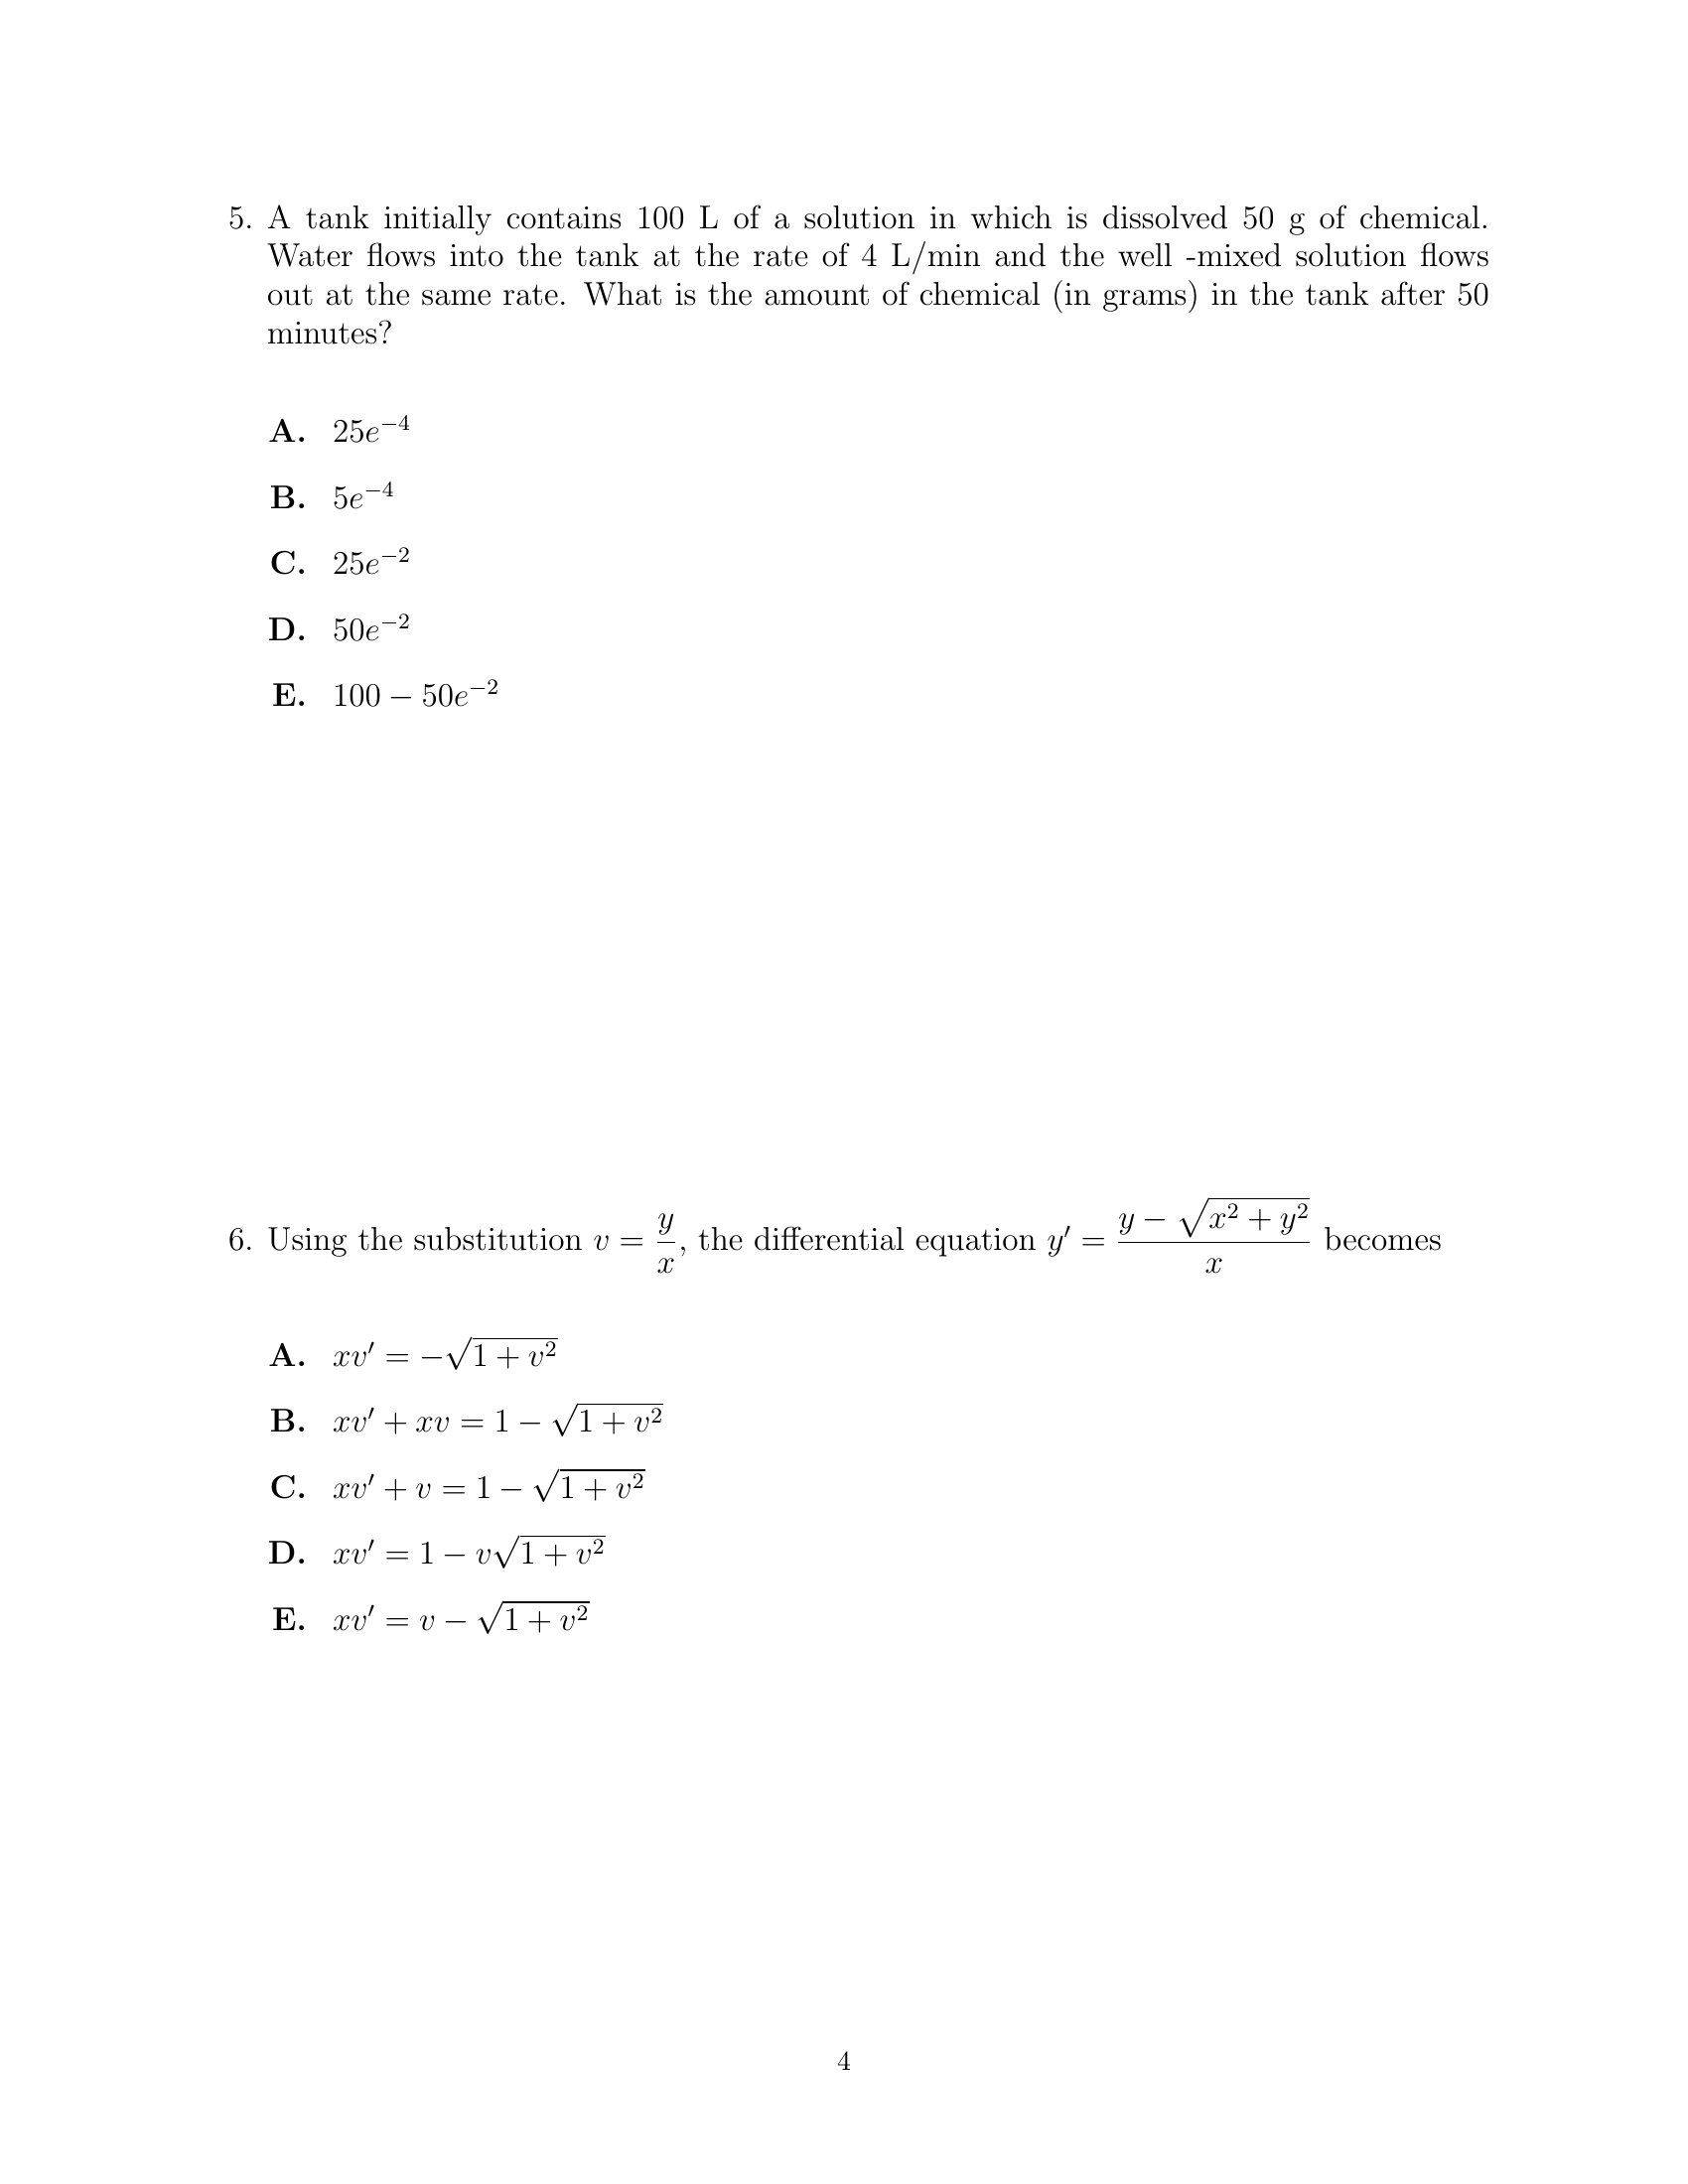 5. A tank initially contains 100 L of a solution in which is dissolved 50 g of chemical.
Water flows into the tank at the rate of 4 L/min and the well -mixed solution flows
out at the same rate. What is the amount of chemical (in grams) in the tank after 50
minutes?
A. $25e^{-4}$
B. $5e^{-4}$
C. $25e^{-2}$
D. $50e^{-2}$
E. $100 - 50e^{-2}$
6. Using the substitution $v = \frac{y}{x}$, the differential equation $y' = \frac{y - \sqrt{x^2 + y^2}}{x}$ becomes
A. $xv' = -\sqrt{1 + v^2}$
B. $xv' + xv = 1 - \sqrt{1 + v^2}$
C. $xv' + v = 1 - \sqrt{1 + v^2}$
D. $xv' = 1 - v\sqrt{1 + v^2}$
E. $xv' = v - \sqrt{1 + v^2}$
4